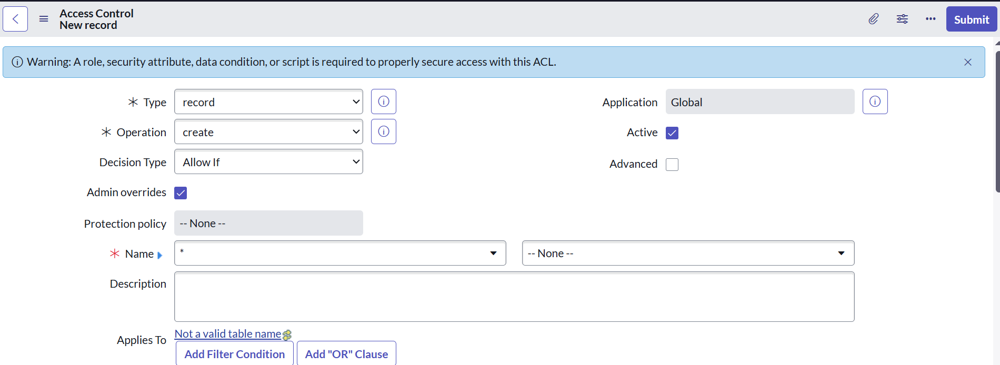 Access Control
New record
Submit
Warning: A role, security attribute, data condition, or script is required to properly secure access with this ACL.
Type
record
Application
Global
Operation
create
Active
Decision Type
Allow If
Advanced
Admin overrides
Protection policy
-- None --
Name
*
-- None --
Description
Applies To
Not a valid table name
Add Filter Condition
Add "OR" Clause